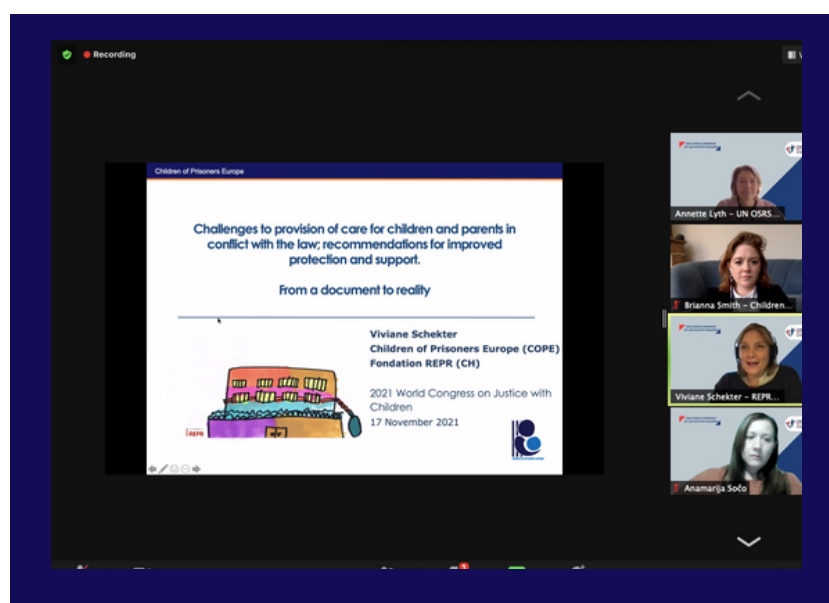 Recording
Children of Prisoners Europe
Challenges to provision of care for children and parents in
conflict with the law; recommendations for improved
protection and support.
From a document to reality
Viviane Schekter
Children of Prisoners Europe (COPE)
Fondation REPR (CH)
2021 World Congress on Justice with
Children
17 November 2021
REPR
Annette Lyth – UN OSRS...
Brianna Smith – Children...
Viviane Schekter – REPR...
Anamarija Sočo
1